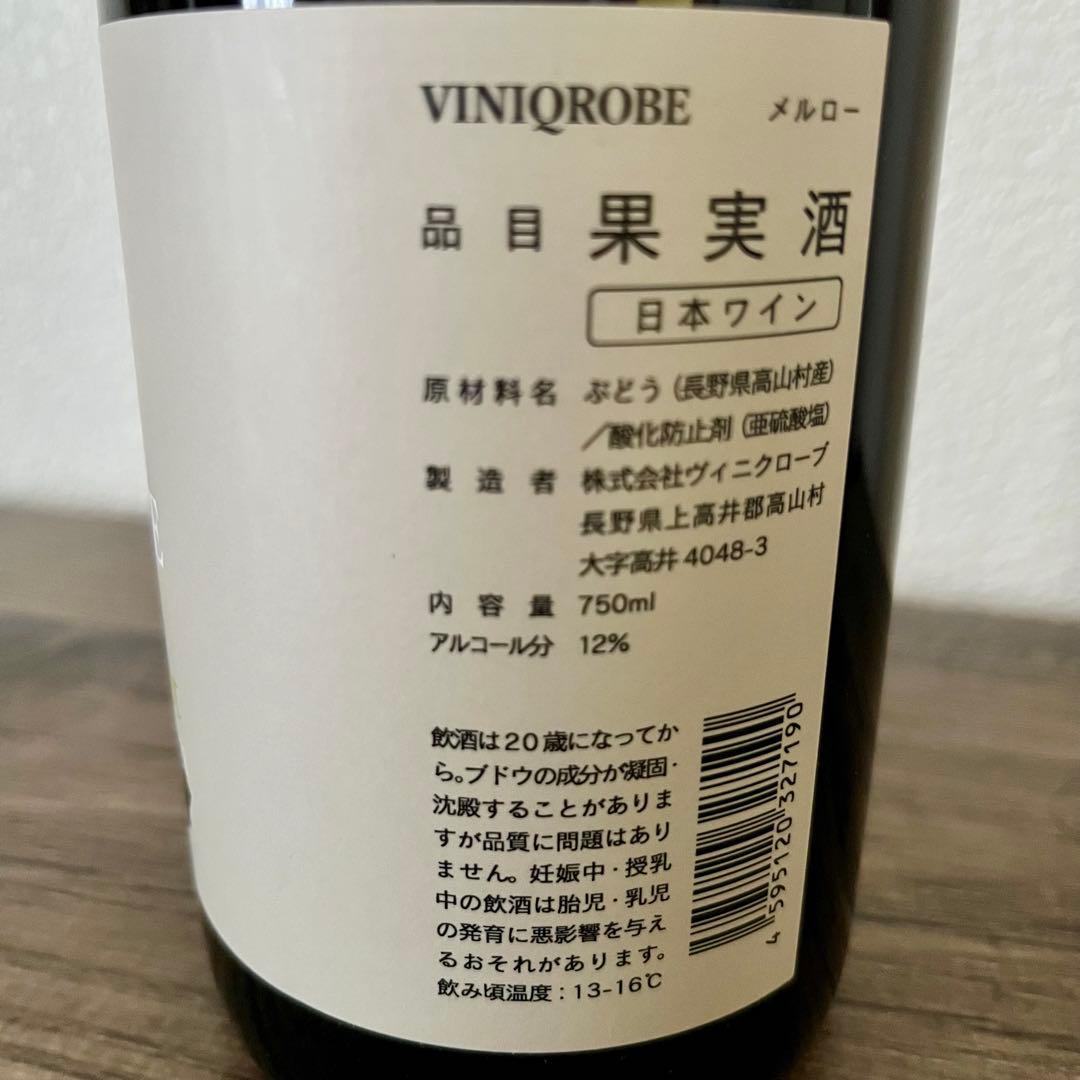 VINIQROBE メルロー
品目 果実酒
日本ワイン
原材料名 ぶどう（長野県高山村産）
／酸化防止剤（亜硫酸塩）
製造者 株式会社ヴィニクローブ
長野県上高井郡高山村
大字高井4048-3
内容量 750ml
アルコール分 12%
飲酒は20歳になってか
ら。ブドウの成分が凝固・
沈殿することがありま
すが品質に問題はあり
ません。妊娠中・授乳
中の飲酒は胎児・乳児
の発育に悪影響を与え
るおそれがあります。
飲み頃温度：13-16℃
4 595120 327190